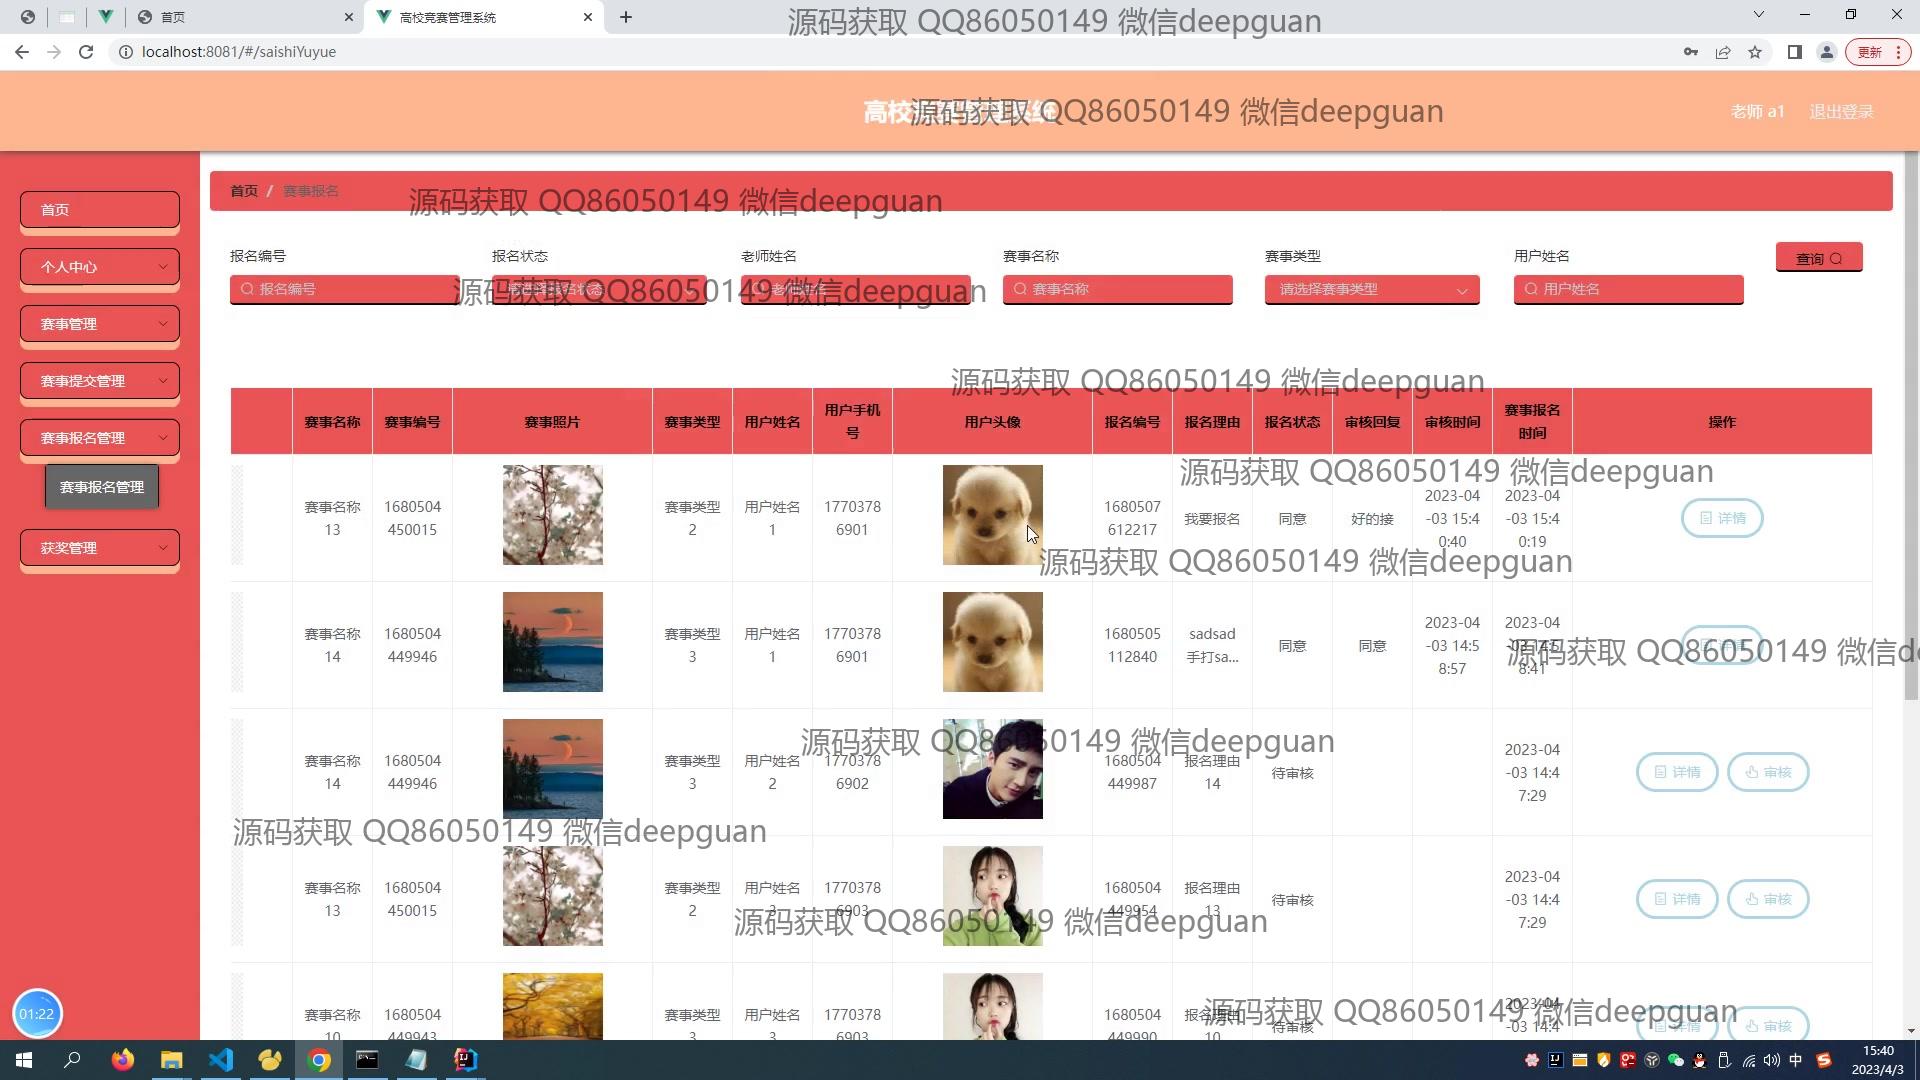 首页
高校竞赛管理系统
源码获取 QQ86050149 微信deepguan
localhost:8081/#/saishiYuyue
更新
高校
源码获取 QQ86050149 微信deepguan
老师 a1
退出登录
首页 / 赛事报名
源码获取 QQ86050149 微信deepguan
首页
个人中心
赛事管理
赛事提交管理
赛事报名管理
赛事报名管理
获奖管理
报名编号
报名状态
老师姓名
赛事名称
赛事类型
用户姓名
查询
报名编号
源码获取 QQ86050149 微信deepguan
赛事名称
请选择赛事类型
用户姓名
源码获取 QQ86050149 微信deepguan
赛事名称 赛事编号 赛事照片 赛事类型 用户姓名 用户手机号 用户头像 报名编号 报名理由 报名状态 审核回复 审核时间 赛事报名时间 操作
源码获取 QQ86050149 微信deepguan
赛事名称13 1680504450015 赛事类型2 用户姓名1 17703786901 1680507612217 我要报名 同意 好的接 2023-04-03 15:40:40 2023-04-03 15:40:19 详情
源码获取 QQ86050149 微信deepguan
赛事名称14 1680504449946 赛事类型3 用户姓名1 17703786901 1680505112840 sadsad手打sa... 同意 同意 2023-04-03 14:58:57 2023-04-03 14:58:41 详情
源码获取 QQ86050149 微信d
源码获取 QQ86050149 微信deepguan
赛事名称14 1680504449946 赛事类型3 用户姓名2 17703786902 1680504449987 报名理由14 待审核 2023-04-03 14:47:29 详情 审核
源码获取 QQ86050149 微信deepguan
赛事名称13 1680504450015 赛事类型2 用户姓名3 17703786903 1680504449954 报名理由13 待审核 2023-04-03 14:47:29 详情 审核
源码获取 QQ86050149 微信deepguan
赛事名称10 1680504449943 赛事类型3 用户姓名3 17703786903 1680504449990 报名理由10 待审核 2023-04-03 14:4 详情 审核
源码获取 QQ86050149 微信deepguan
01:22
中
15:40
2023/4/3